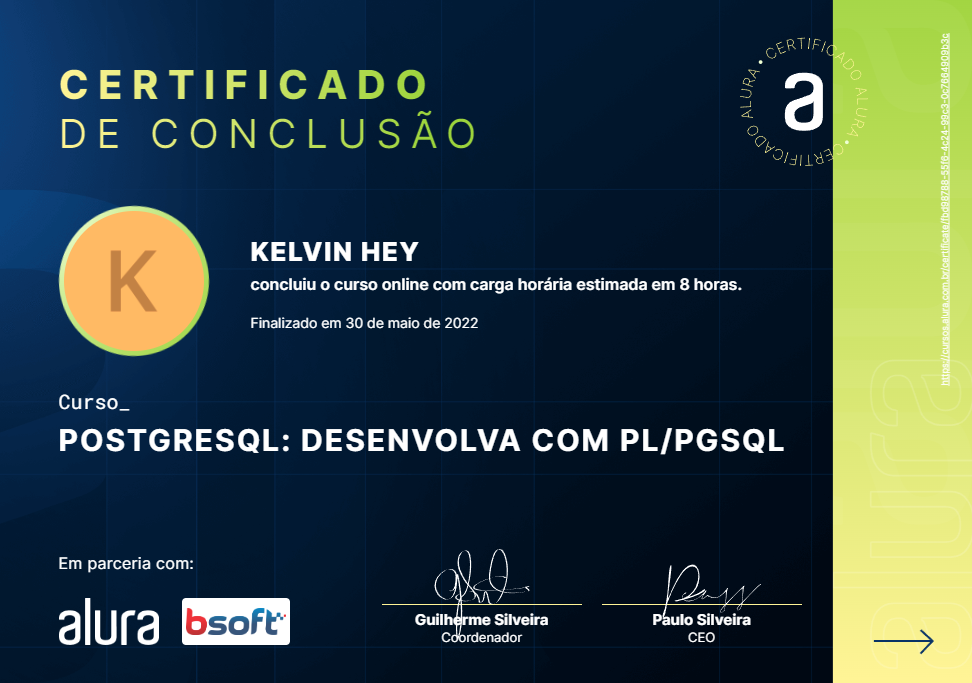 CERTIFICADO
DE CONCLUSÃO
CERTIFICADO ALURA • CERTIFICADO ALURA •
a
K
KELVIN HEY
concluiu o curso online com carga horária estimada em 8 horas.
Finalizado em 30 de maio de 2022
Curso_
POSTGRESQL: DESENVOLVA COM PL/PGSQL
Em parceria com:
alura
bsoft
Guilherme Silveira
Coordenador
Paulo Silveira
CEO
alura